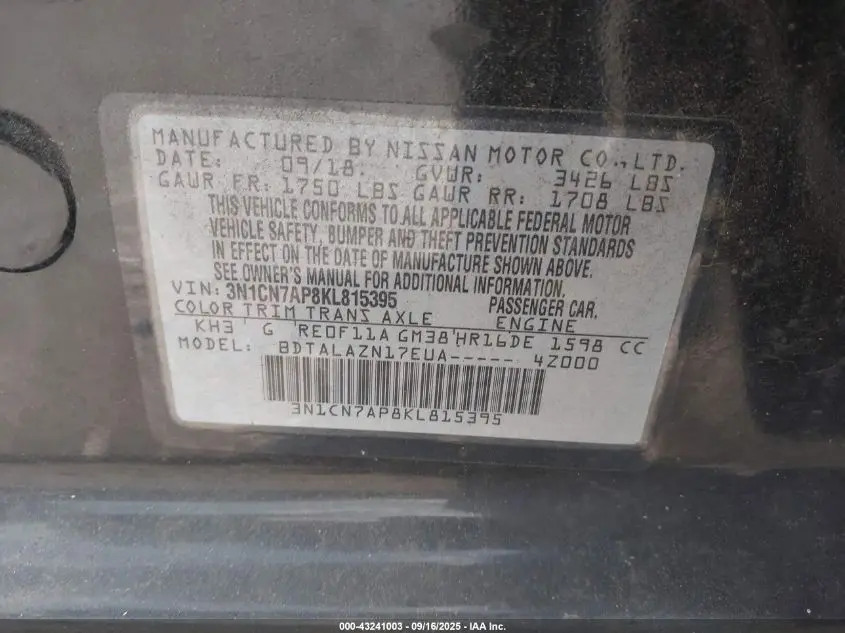 MANUFACTURED BY NISSAN MOTOR CO., LTD.
DATE: 09/18. GVWR: 3426 LBS
GAWR FR: 1750 LBS GAWR RR: 1708 LBS
THIS VEHICLE CONFORMS TO ALL APPLICABLE FEDERAL MOTOR
VEHICLE SAFETY, BUMPER AND THEFT PREVENTION STANDARDS
IN EFFECT ON THE DATE OF MANUFACTURE SHOWN ABOVE.
SEE OWNER'S MANUAL FOR ADDITIONAL INFORMATION.
VIN: 3N1CN7AP8KL815395 PASSENGER CAR.
COLOR TRIM TRANS AXLE ENGINE
KH3 G RE0F11A GM38 HR16DE 1598 CC
MODEL: BDTALAZN17EUA----- 4Z000
3N1CN7AP8KL815395
000-43241003 - 09/16/2025 - IAA Inc.